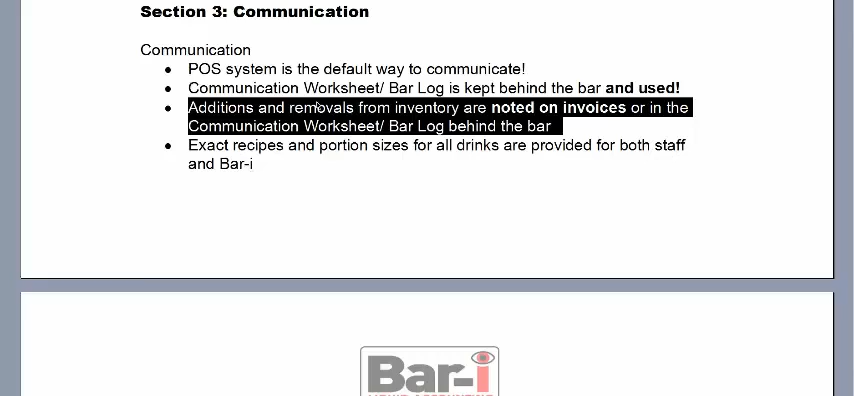 Section 3: Communication
Communication
• POS system is the default way to communicate!
• Communication Worksheet/ Bar Log is kept behind the bar and used!
• Additions and removals from inventory are noted on invoices or in the
Communication Worksheet/ Bar Log behind the bar
• Exact recipes and portion sizes for all drinks are provided for both staff
and Bar-i
Bar-i